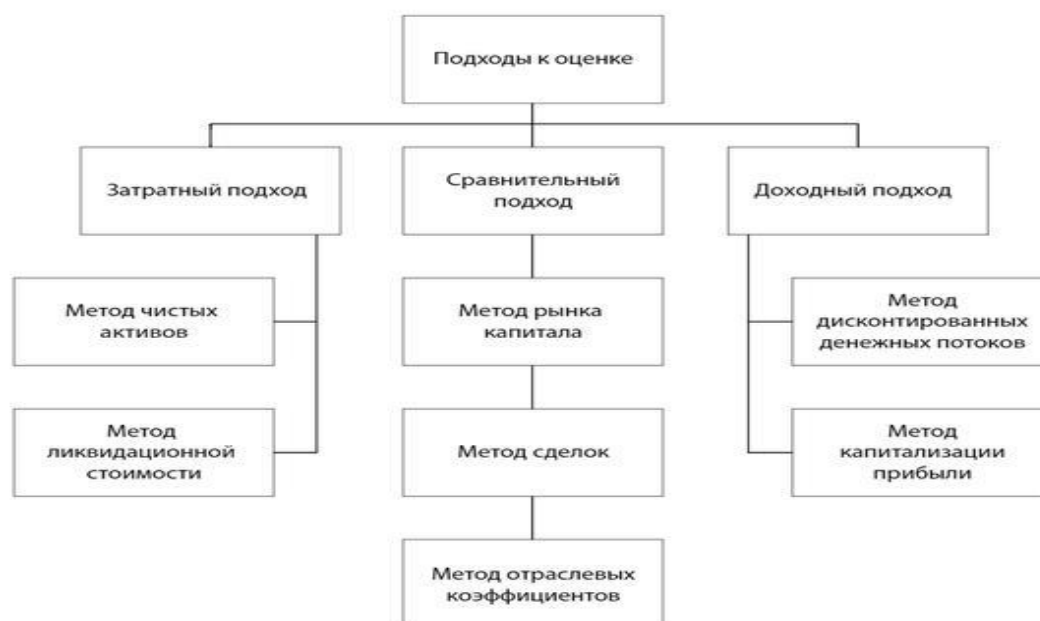 Подходы к оценке
Затратный подход
Сравнительный
подход
Доходный подход
Метод чистых
активов
Метод рынка
капитала
Метод
дисконтированных
денежных потоков
Метод
ликвидационной
стоимости
Метод сделок
Метод
капитализации
прибыли
Метод отраслевых
коэффициентов